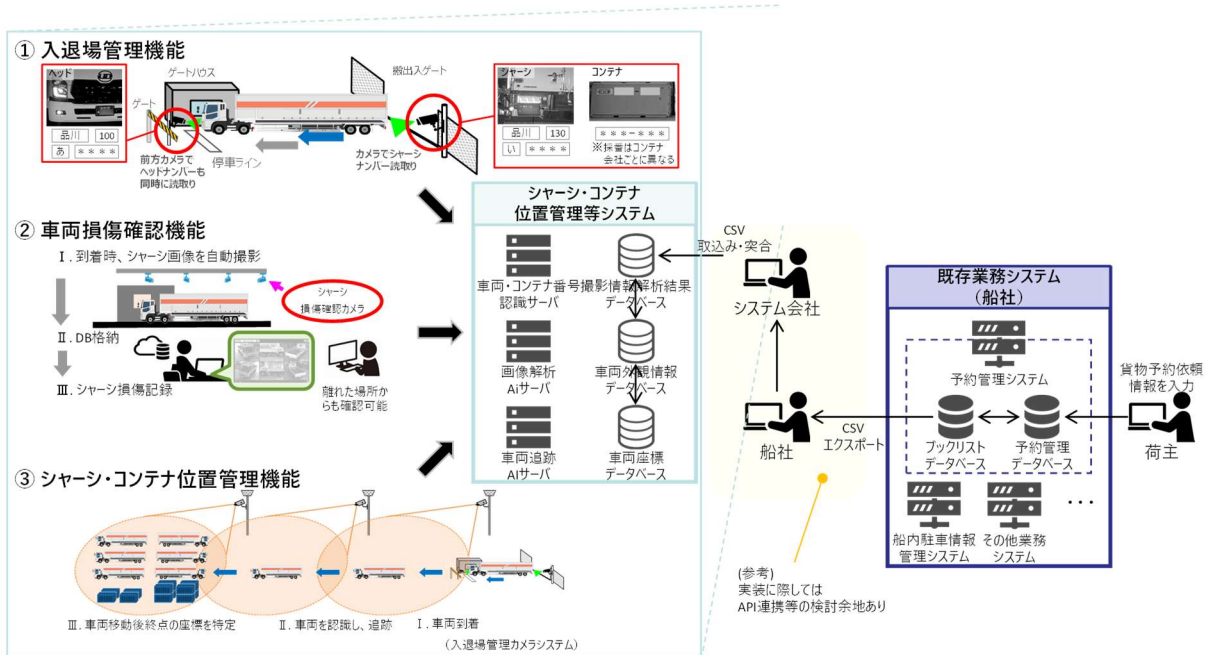 ① 入退場管理機能
ヘッド
ゲートハウス
搬出入ゲート
シャーシ
コンテナ
ゲート
品川 100
あ ＊＊＊＊
品川 130
い ＊＊＊＊
＊＊＊－＊＊＊
※採番はコンテナ
会社ごとに異なる
前方カメラで
ヘッドナンバーも
同時に読取り
停車ライン
カメラでシャーシ
ナンバー読取り
② 車両損傷確認機能
Ⅰ. 到着時、シャーシ画像を自動撮影
シャーシ
損傷確認カメラ
Ⅱ. DB格納
Ⅲ. シャーシ損傷記録
離れた場所か
らも確認可能
③ シャーシ・コンテナ位置管理機能
Ⅲ. 車両移動後終点の座標を特定
Ⅱ. 車両を認識し、追跡
Ⅰ. 車両到着
(入退場管理カメラシステム)
シャーシ・コンテナ
位置管理等システム
車両・コンテナ番号
認識サーバ
撮影情報解析結果
データベース
画像解析
Aiサーバ
車両外観情報
データベース
車両追跡
AIサーバ
車両座標
データベース
CSV
取込み・突合
システム会社
船社
CSV
エクスポート
既存業務システム
(船社)
予約管理システム
ブックリスト
データベース
予約管理
データベース
船内駐車情報
管理システム
その他業務
システム
…
貨物予約依頼
情報を入力
荷主
(参考)
実装に際しては
API連携等の検討余地あり